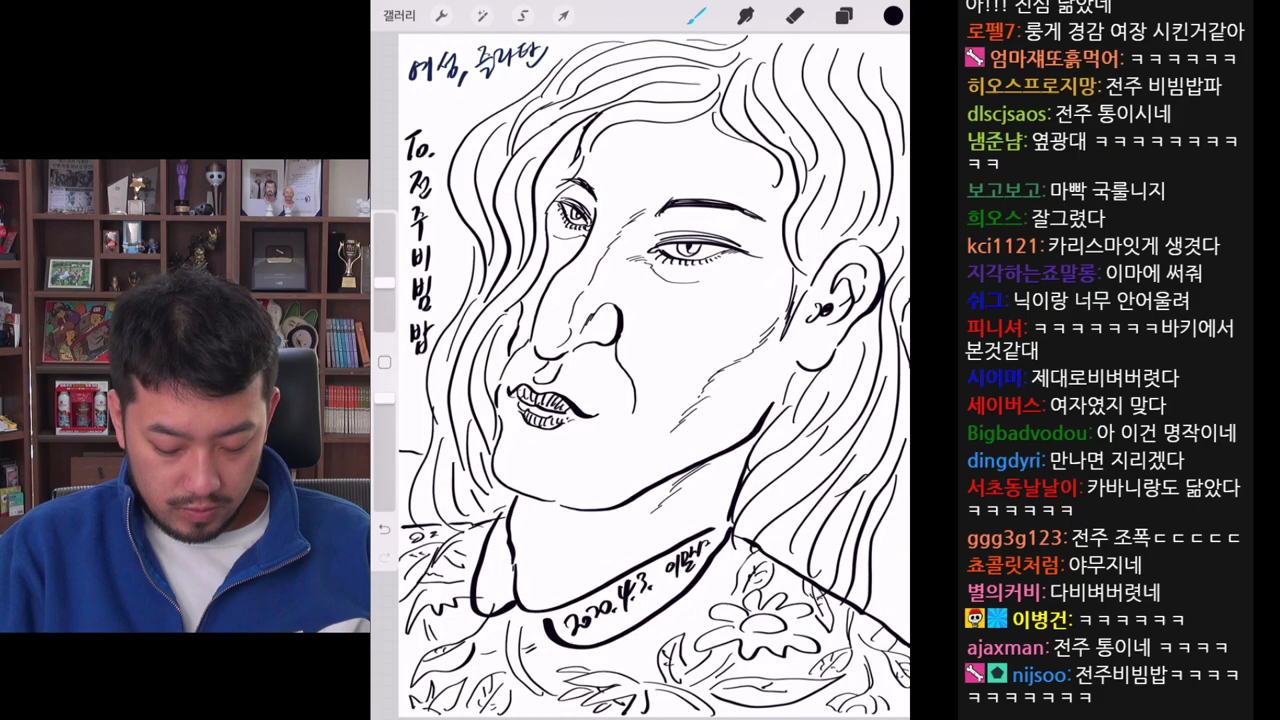 갤러리
여성, 족라탄
To.
전
주
비
빔
밥
2020.4.3. 이말년
아!!! 진심 닮았네
로펠7: 룽게 경감 여장 시킨거같아
엄마쟤또흙먹어: ㅋㅋㅋㅋㅋㅋ
히오스프로지망: 전주 비빔밥파
dlscjsaos: 전주 통이시네
냄준냥: 옆광대 ㅋㅋㅋㅋㅋㅋㅋㅋ
ㅋㅋ
보고보고: 마빡 국룰니지
희오스: 잘그렸다
kci1121: 카리스마잇게 생겻다
지각하는죠말롱: 이마에 써줘
쉬그: 닉이랑 너무 안어울려
피니셔: ㅋㅋㅋㅋㅋㅋㅋ바키에서
본것같대
시어미: 제대로비벼버렷다
세이버스: 여자였지 맞다
Bigbadvodou: 아 이건 명작이네
dingdyri: 만나면 지리겠다
서초동날날이: 카바니랑도 닮았다
ㅋㅋㅋㅋㅋㅋ
ggg3g123: 전주 조폭ㄷㄷㄷㄷㄷ
쵸콜릿처럼: 야무지네
별의커비: 다비벼버렷네
이병건: ㅋㅋㅋㅋㅋㅋ
ajaxman: 전주 통이네 ㅋㅋㅋㅋ
nijsoo: 전주비빔밥ㅋㅋㅋㅋ
ㅋㅋㅋㅋㅋㅋㅋ